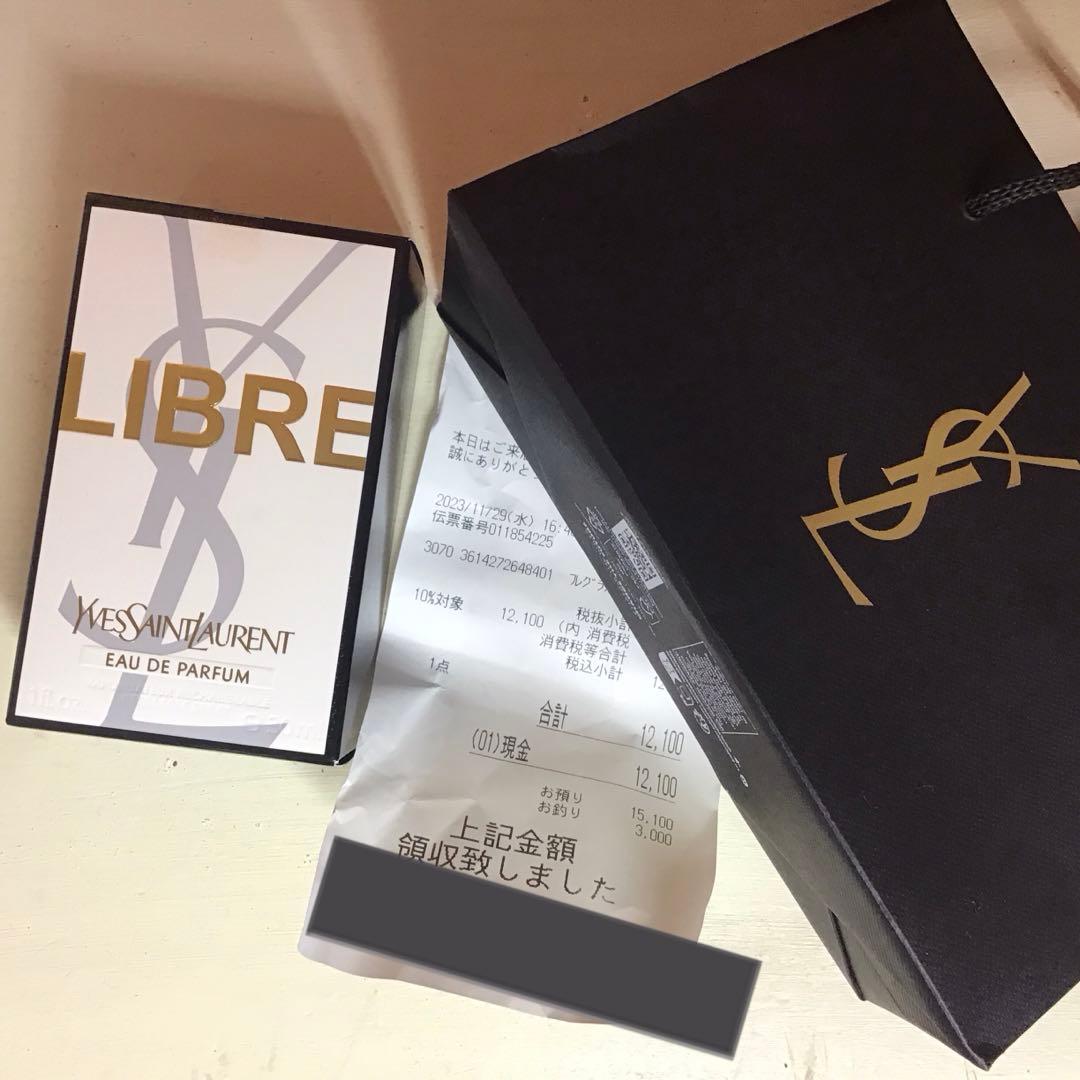 LIBRE
YVESSAINTLAURENT
EAU DE PARFUM
本日はご来
誠にありがと
2023/11/29(水) 16:4
伝票番号011854225
3070 3614272648401 フレグラ
税抜小計
10%対象 12,100 (内 消費税
消費税等合計
税込小計 12
1点
合計 12,100
(01)現金 12,100
お預り 15,100
お釣り 3,000
上記金額
領収致しました
YSL